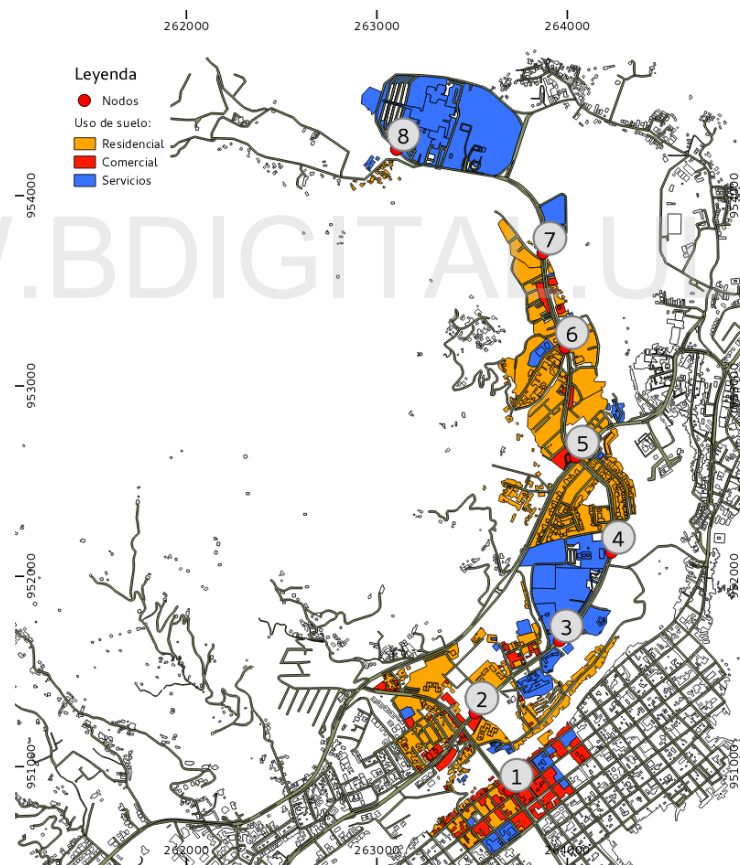 262000 263000 264000
Leyenda
Nodos
Uso de suelo:
Residencial
Comercial
Servicios
8
954000 954000
W.BDIGITAL.U
7
6
953000 953000
5
4
952000 952000
3
2
951000 951000
1
262000 263000 264000